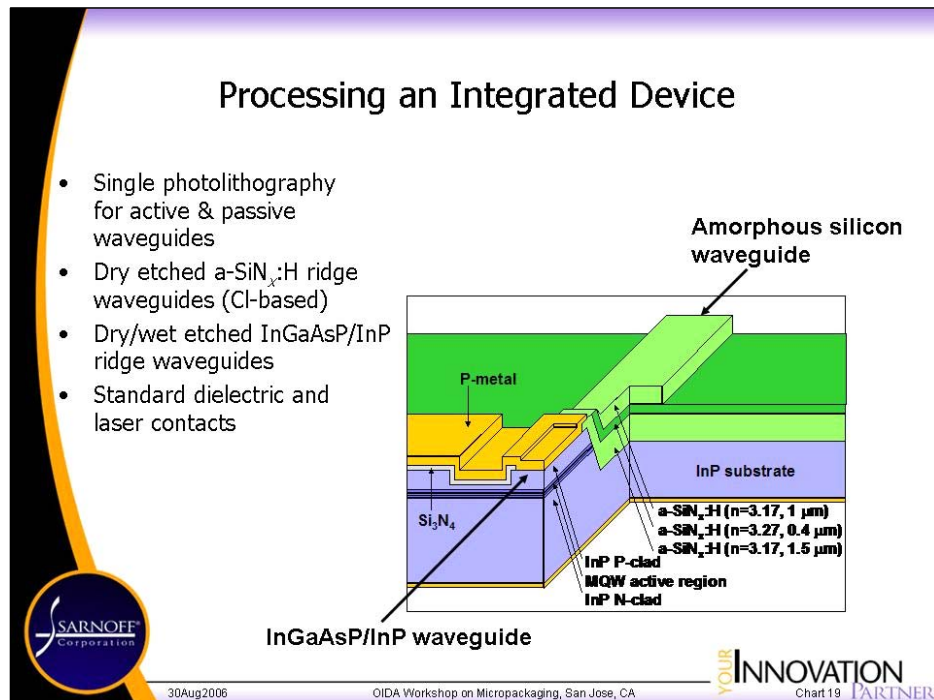 Processing an Integrated Device
• Single photolithography
for active & passive
waveguides
• Dry etched a-SiNx:H ridge
waveguides (Cl-based)
• Dry/wet etched InGaAsP/InP
ridge waveguides
• Standard dielectric and
laser contacts
Amorphous silicon
waveguide
P-metal
InP substrate
Si3N4
a-SiNx:H (n=3.17, 1 μm)
a-SiNx:H (n=3.27, 0.4 μm)
a-SiNx:H (n=3.17, 1.5 μm)
InP P-clad
MQW active region
InP N-clad
InGaAsP/InP waveguide
SARNOFF®
Corporation
YOUR
INNOVATION
PARTNER
30Aug2006
OIDA Workshop on Micropackaging, San Jose, CA
Chart 19